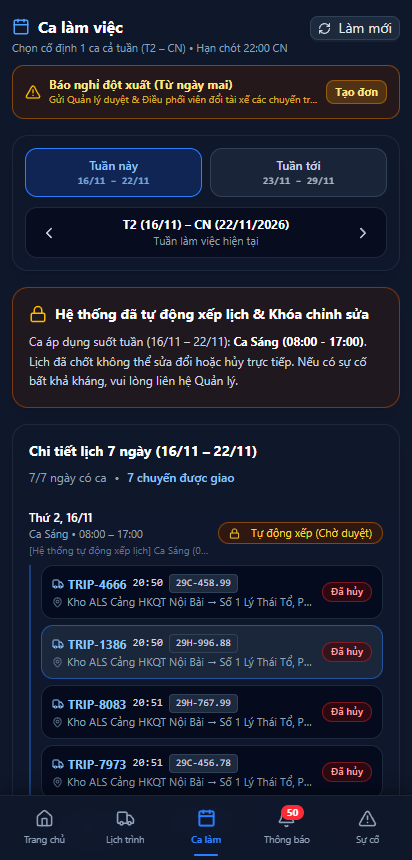 Ca làm việc
Làm mới
Chọn cố định 1 ca cả tuần (T2 – CN) • Hạn chót 22:00 CN
Báo nghỉ đột xuất (Từ ngày mai)
Gửi Quản lý duyệt & Điều phối viên đổi tài xế các chuyến tr...
Tạo đơn
Tuần này
16/11 – 22/11
Tuần tới
23/11 – 29/11
T2 (16/11) – CN (22/11/2026)
Tuần làm việc hiện tại
Hệ thống đã tự động xếp lịch & Khóa chỉnh sửa
Ca áp dụng suốt tuần (16/11 – 22/11): Ca Sáng (08:00 - 17:00).
Lịch đã chốt không thể sửa đổi hoặc hủy trực tiếp. Nếu có sự cố
bất khả kháng, vui lòng liên hệ Quản lý.
Chi tiết lịch 7 ngày (16/11 – 22/11)
7/7 ngày có ca • 7 chuyến được giao
Thứ 2, 16/11
Ca Sáng • 08:00 – 17:00
[Hệ thống tự động xếp lịch] Ca Sáng (0...
Tự động xếp (Chờ duyệt)
TRIP-4666 20:50 29C-458.99
Kho ALS Cảng HKQT Nội Bài → Số 1 Lý Thái Tổ, P...
Đã hủy
TRIP-1386 20:50 29H-996.88
Kho ALS Cảng HKQT Nội Bài → Số 1 Lý Thái Tổ, P...
Đã hủy
TRIP-8083 20:51 29H-767.99
Kho ALS Cảng HKQT Nội Bài → Số 1 Lý Thái Tổ, P...
Đã hủy
TRIP-7973 20:51 29C-456.78
Kho ALS Cảng HKQT Nội Bài → Số 1 Lý Thái Tổ, P...
Đã hủy
50
Trang chủ
Lịch trình
Ca làm
Thông báo
Sự cố